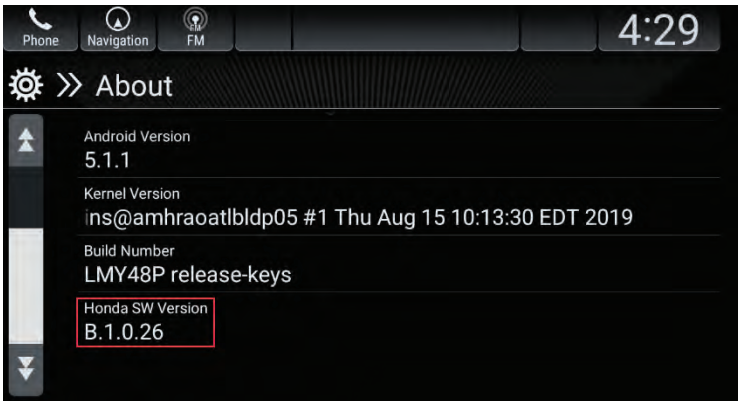 Phone
Navigation
FM
FM
4:29
About
Android Version
5.1.1
Kernel Version
ins@amhraoatlbldp05 #1 Thu Aug 15 10:13:30 EDT 2019
Build Number
LMY48P release-keys
Honda SW Version
B.1.0.26